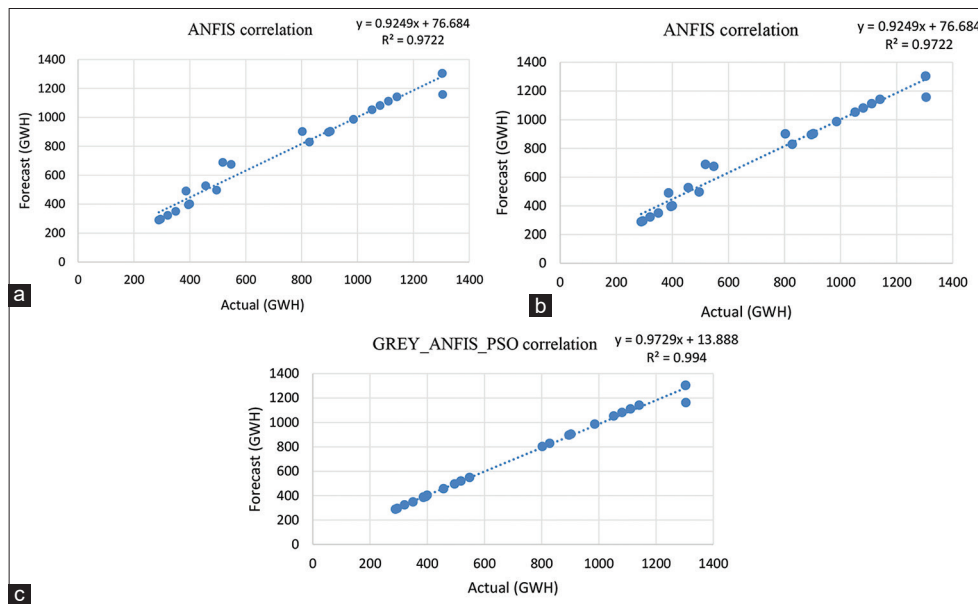 ANFIS correlation
y = 0.9249x + 76.684
R² = 0.9722
Forecast (GWH)
1400
1200
1000
800
600
400
200
0
0 200 400 600 800 1000 1200 1400
Actual (GWH)
a
ANFIS correlation
y = 0.9249x + 76.684
R² = 0.9722
Forecast (GWH)
1400
1200
1000
800
600
400
200
0
0 200 400 600 800 1000 1200 1400
Actual (GWH)
b
GREY_ANFIS_PSO correlation
y = 0.9729x + 13.888
R² = 0.994
Forecast (GWH)
1400
1200
1000
800
600
400
200
0
0 200 400 600 800 1000 1200 1400
Actual (GWH)
c